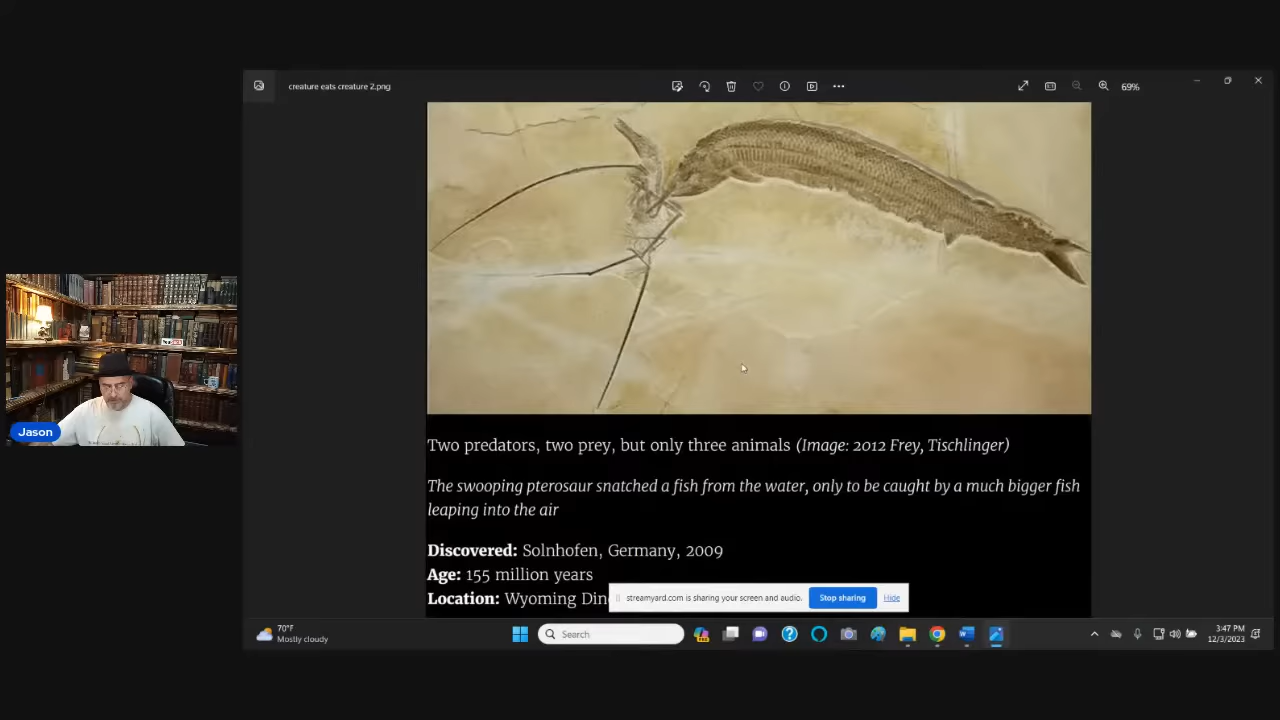 creature eats creature 2.png
69%
Two predators, two prey, but only three animals (Image: 2012 Frey, Tischlinger)
The swooping pterosaur snatched a fish from the water, only to be caught by a much bigger fish
leaping into the air
Discovered: Solnhofen, Germany, 2009
Age: 155 million years
Location: Wyoming Din
streamyard.com is sharing your screen and audio.
Stop sharing
Hide
Jason
70°F
Mostly cloudy
Search
3:47 PM
12/3/2023